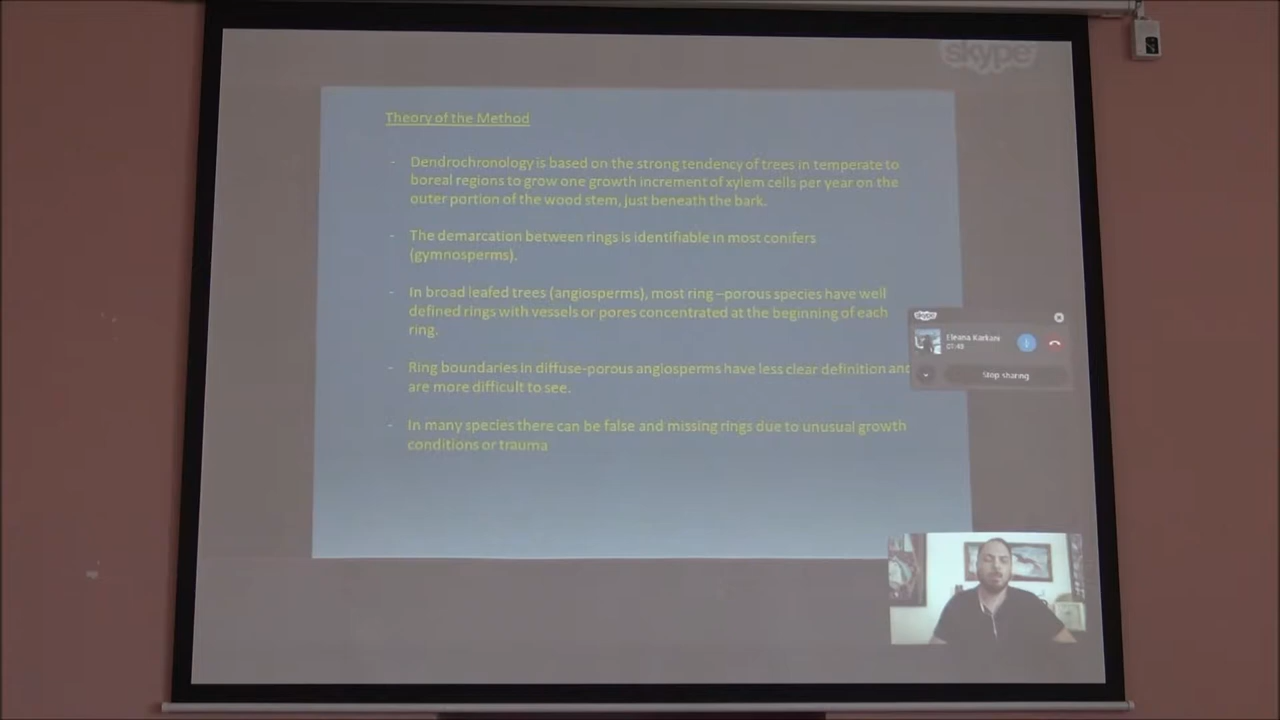 skype
Theory of the Method
- Dendrochronology is based on the strong tendency of trees in temperate to
boreal regions to grow one growth increment of xylem cells per year on the
outer portion of the wood stem, just beneath the bark.
- The demarcation between rings is identifiable in most conifers
(gymnosperms).
- In broad leafed trees (angiosperms), most ring –porous species have well
defined rings with vessels or pores concentrated at the beginning of each
ring.
- Ring boundaries in diffuse-porous angiosperms have less clear definition and
are more difficult to see.
- In many species there can be false and missing rings due to unusual growth
conditions or trauma
skype
Stop sharing